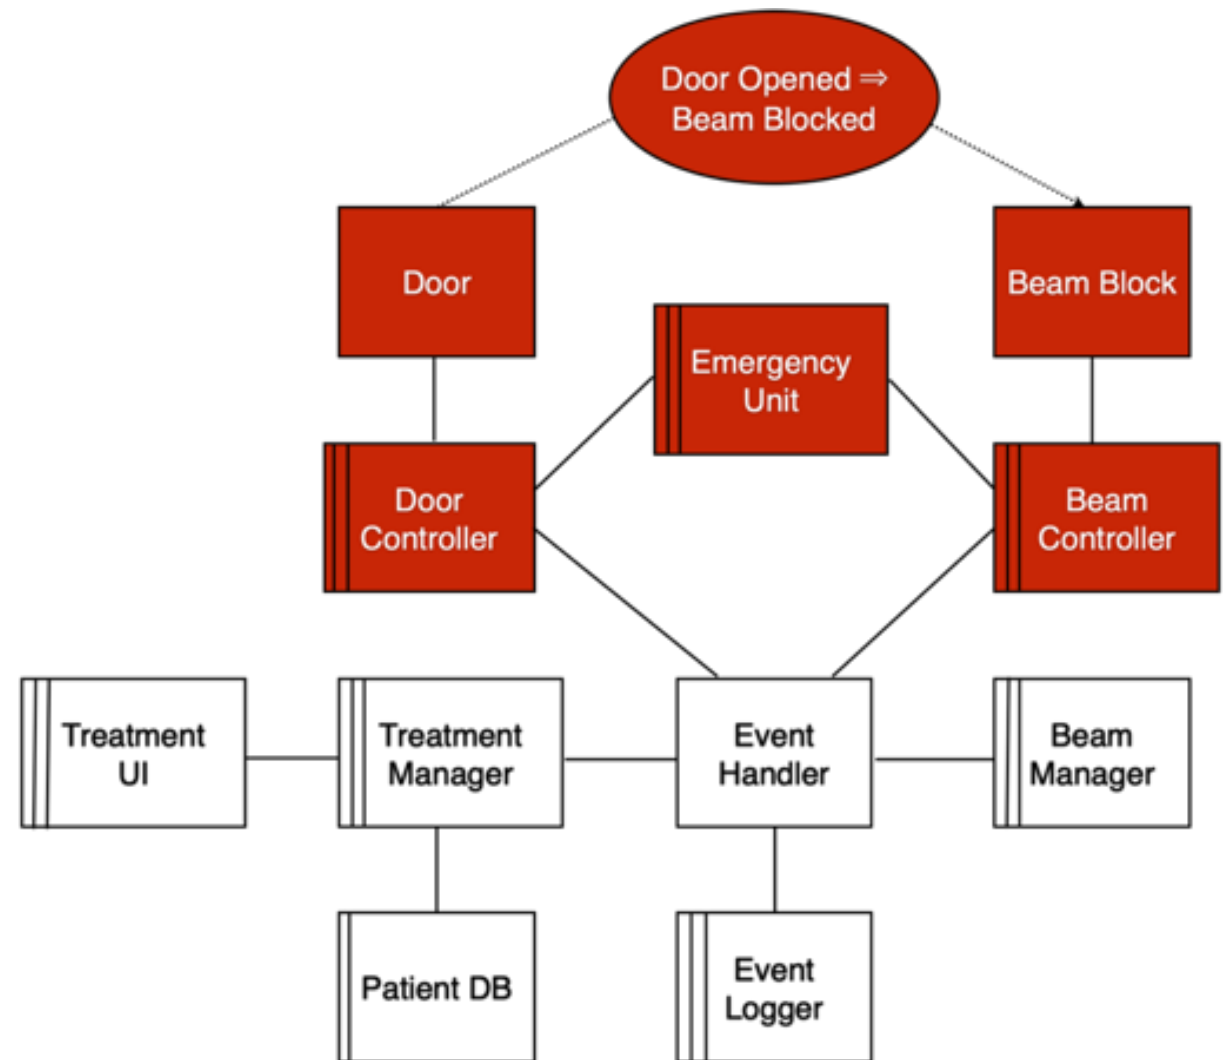 Door Opened ⇒
Beam Blocked
Door
Beam Block
Emergency
Unit
Door
Controller
Beam
Controller
Treatment
UI
Treatment
Manager
Event
Handler
Beam
Manager
Patient DB
Event
Logger